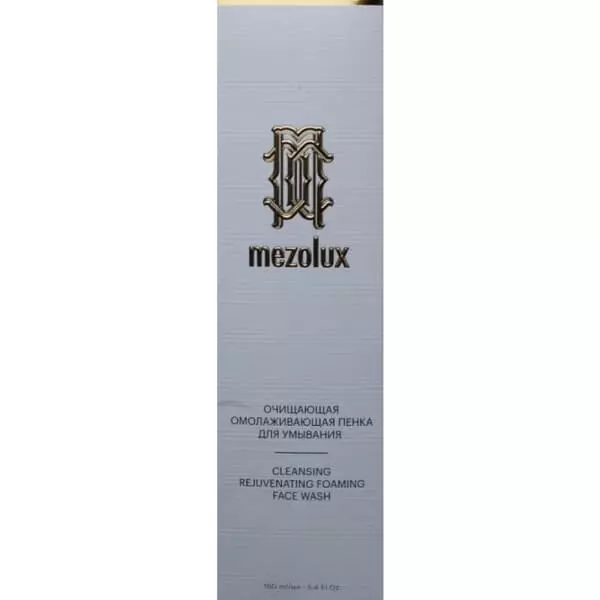 mezolux
ОЧИЩАЮЩАЯ
ОМОЛАЖИВАЮЩАЯ ПЕНКА
ДЛЯ УМЫВАНИЯ
CLEANSING
REJUVENATING FOAMING
FACE WASH